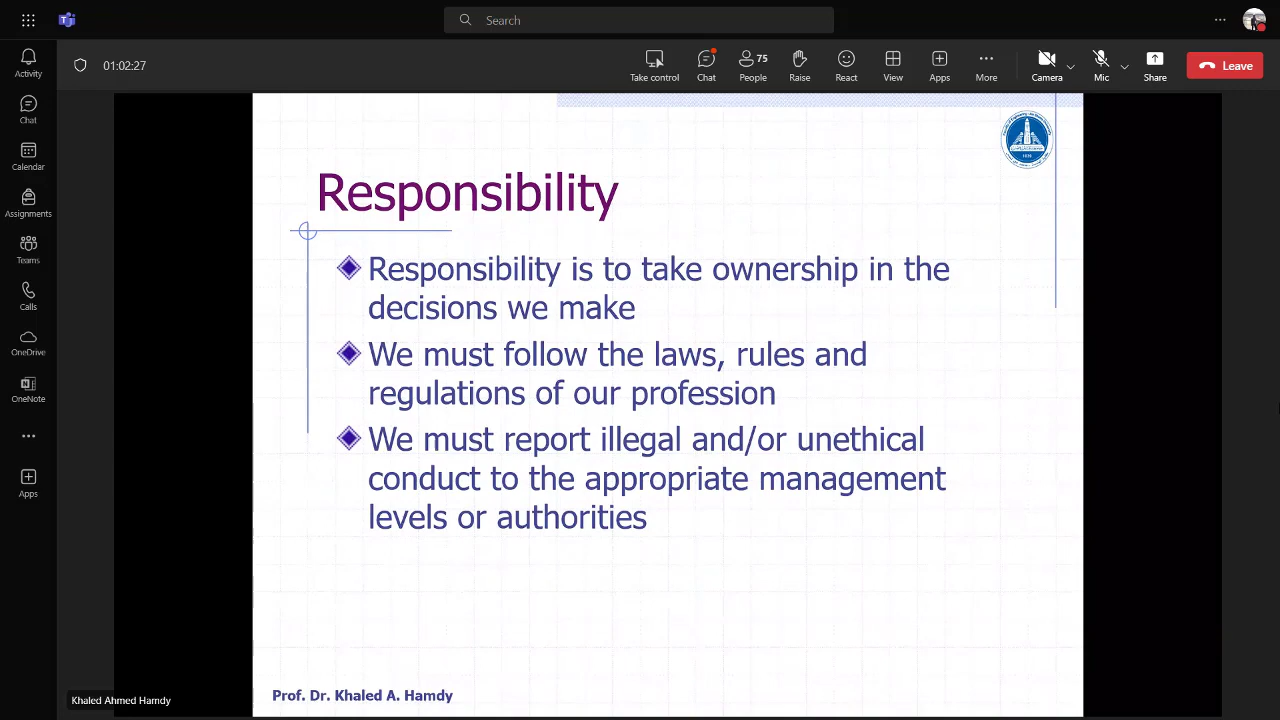 Search
Activity
Chat
Calendar
Assignments
Teams
Calls
OneDrive
OneNote
Apps
01:02:27
Take control
Chat
75
People
Raise
React
View
Apps
More
Camera
Mic
Share
Leave
Responsibility
Responsibility is to take ownership in the
decisions we make
We must follow the laws, rules and
regulations of our profession
We must report illegal and/or unethical
conduct to the appropriate management
levels or authorities
Prof. Dr. Khaled A. Hamdy
Khaled Ahmed Hamdy